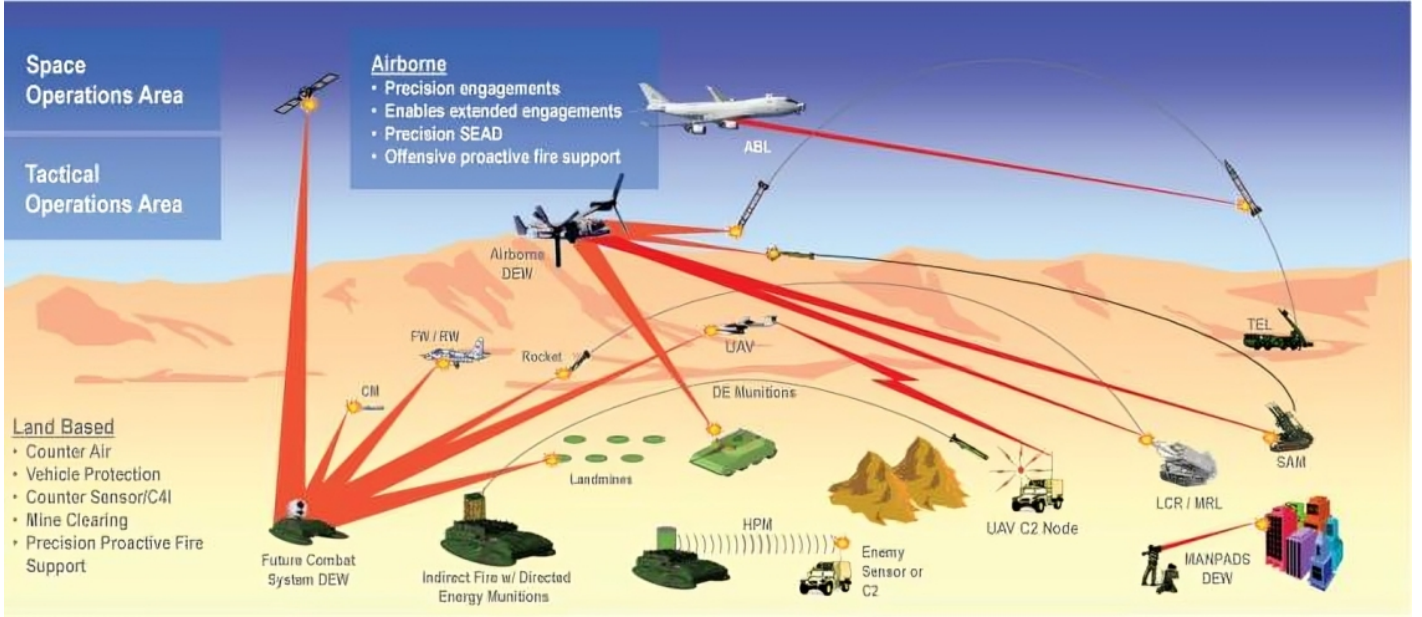 Space
Operations Area
Tactical
Operations Area
Airborne
• Precision engagements
• Enables extended engagements
• Precision SEAD
• Offensive proactive fire support
ABL
Airborne
DEW
TEL
FW / RW
Rocket
UAV
CM
DE Munitions
Land Based
• Counter Air
• Vehicle Protection
• Counter Sensor/C4I
• Mine Clearing
• Precision Proactive Fire
Support
Landmines
SAM
LCR / MRL
UAV C2 Node
HPM
Future Combat
System DEW
Indirect Fire w/ Directed
Energy Munitions
Enemy
Sensor or
C2
MANPADS
DEW